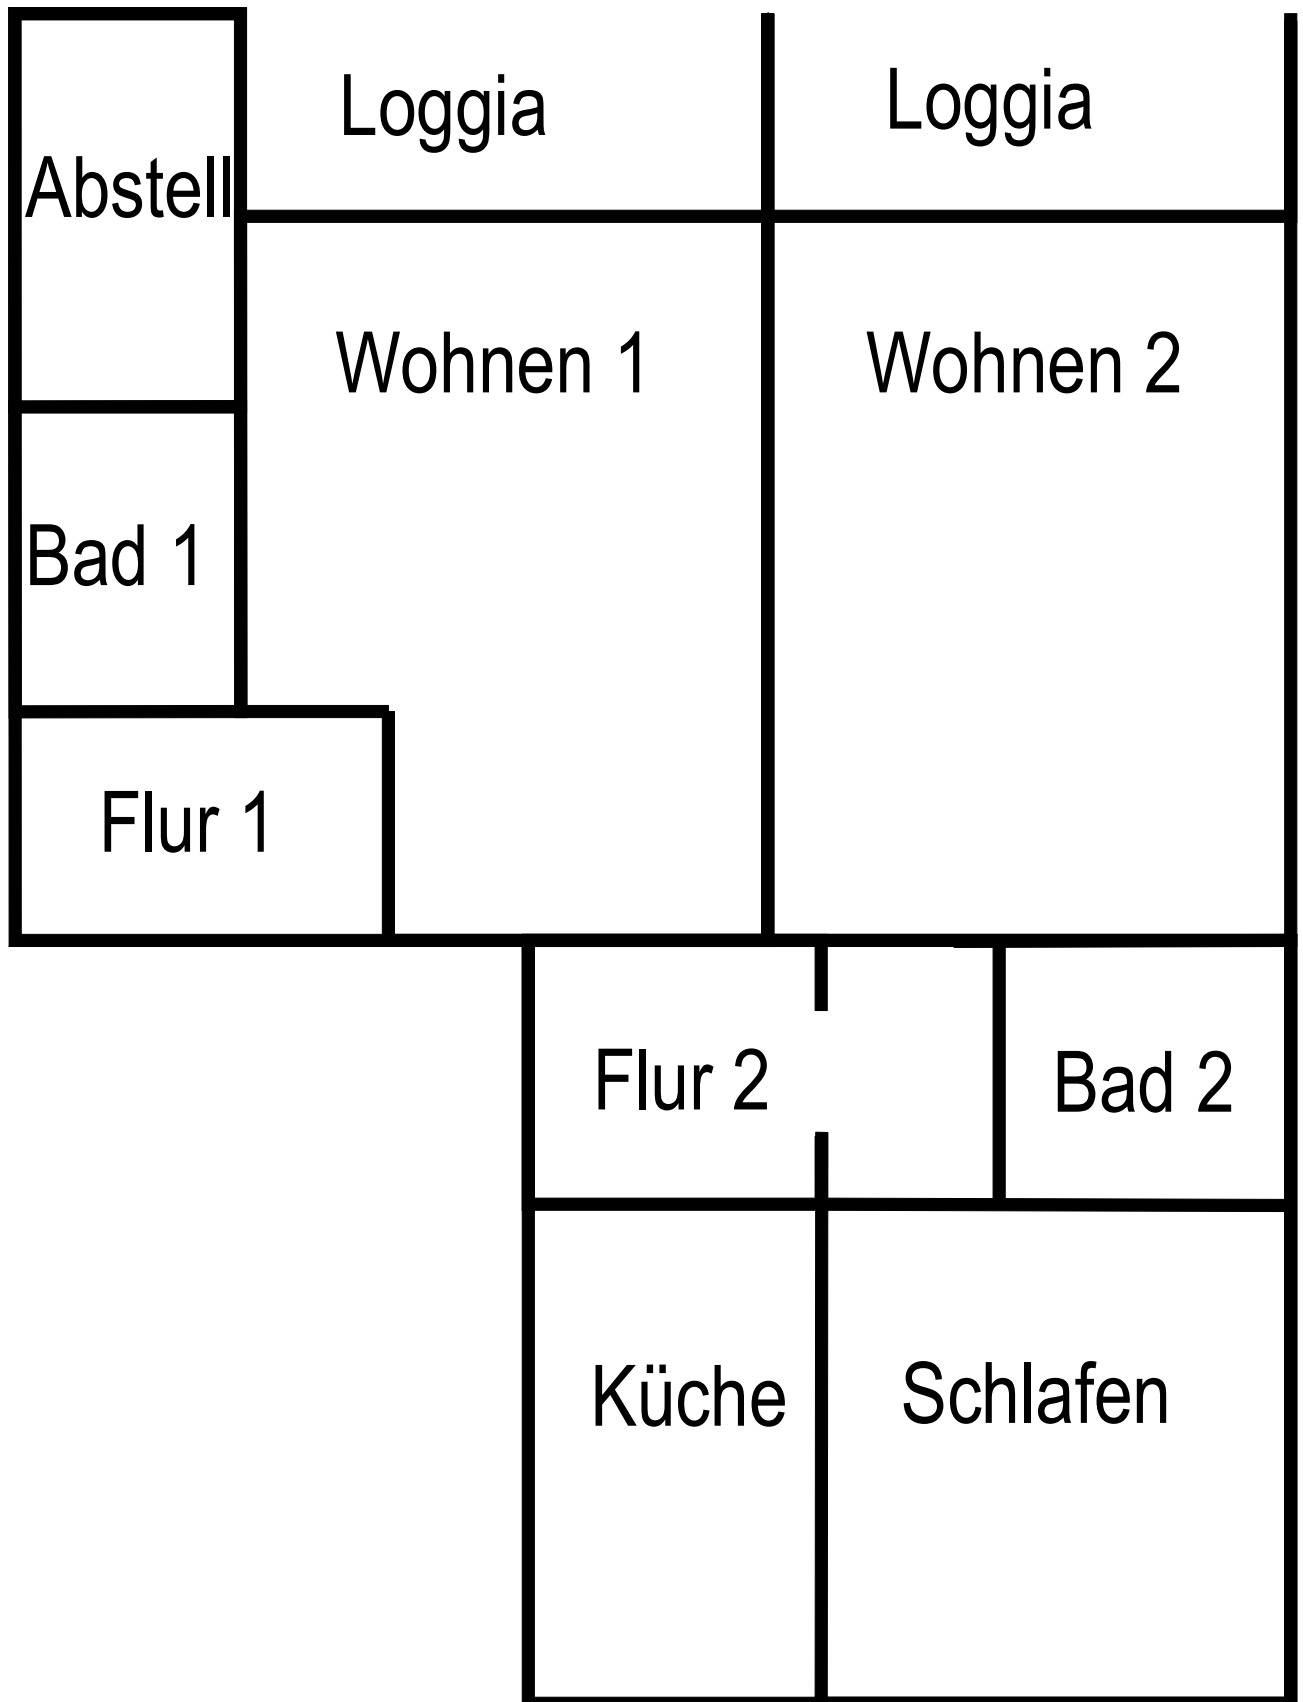 Loggia
Loggia
Abstell
Wohnen 1
Wohnen 2
Bad 1
Flur 1
Flur 2
Bad 2
Küche
Schlafen